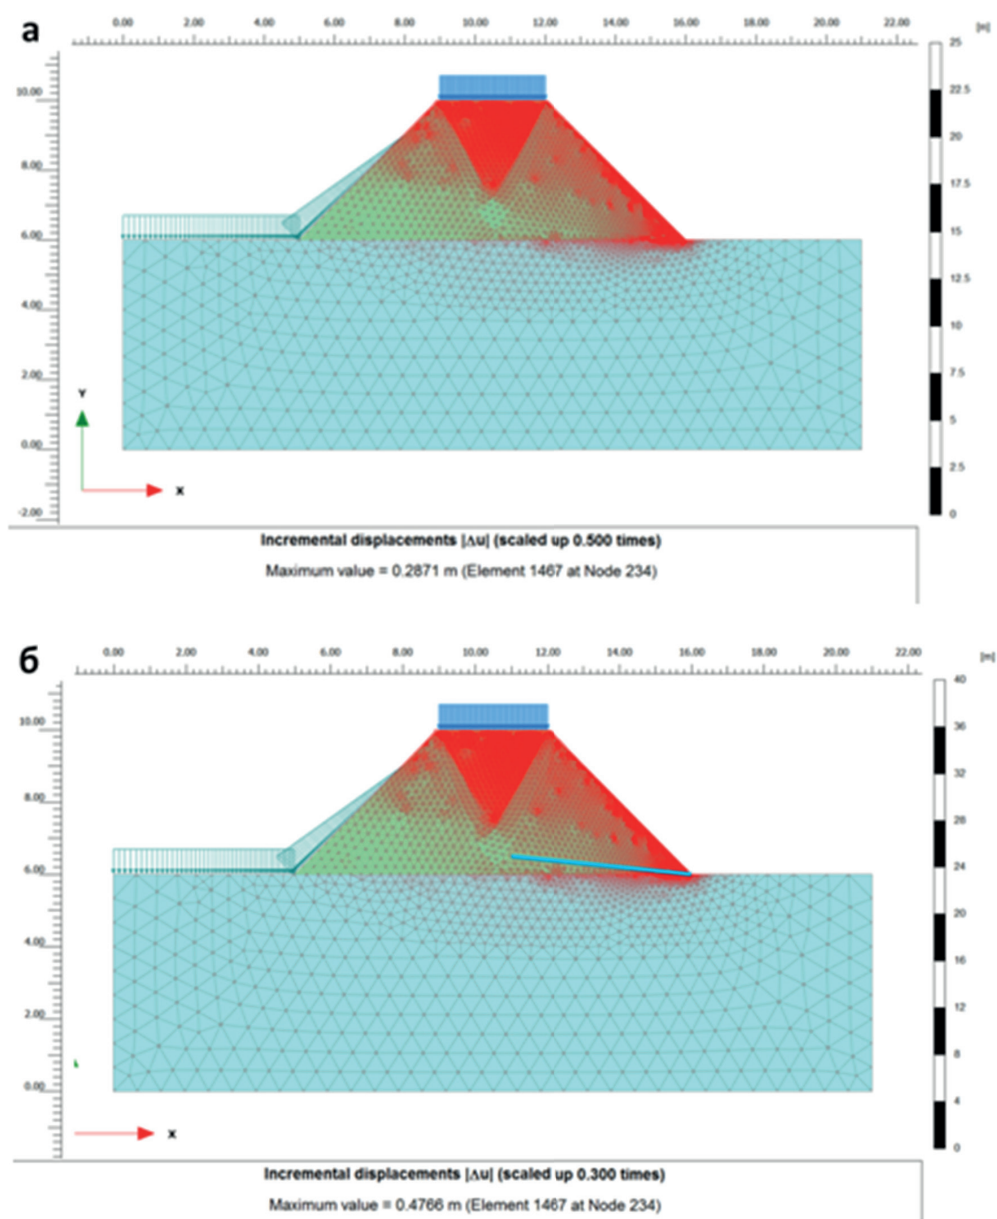 а
0.00 2.00 4.00 6.00 8.00 10.00 12.00 14.00 16.00 18.00 20.00 22.00
[m]
25
10.00
22.5
20
8.00
17.5
15
6.00
12.5
4.00
10
2.00
7.5
Y
5
0.00
2.5
X
-2.00
0
Incremental displacements |Δu| (scaled up 0.500 times)
Maximum value = 0.2871 m (Element 1467 at Node 234)
б
0.00 2.00 4.00 6.00 8.00 10.00 12.00 14.00 16.00 18.00 20.00 22.00
[m]
40
10.00
36
32
8.00
28
6.00
24
20
4.00
16
2.00
12
8
0.00
4
X
0
Incremental displacements |Δu| (scaled up 0.300 times)
Maximum value = 0.4766 m (Element 1467 at Node 234)